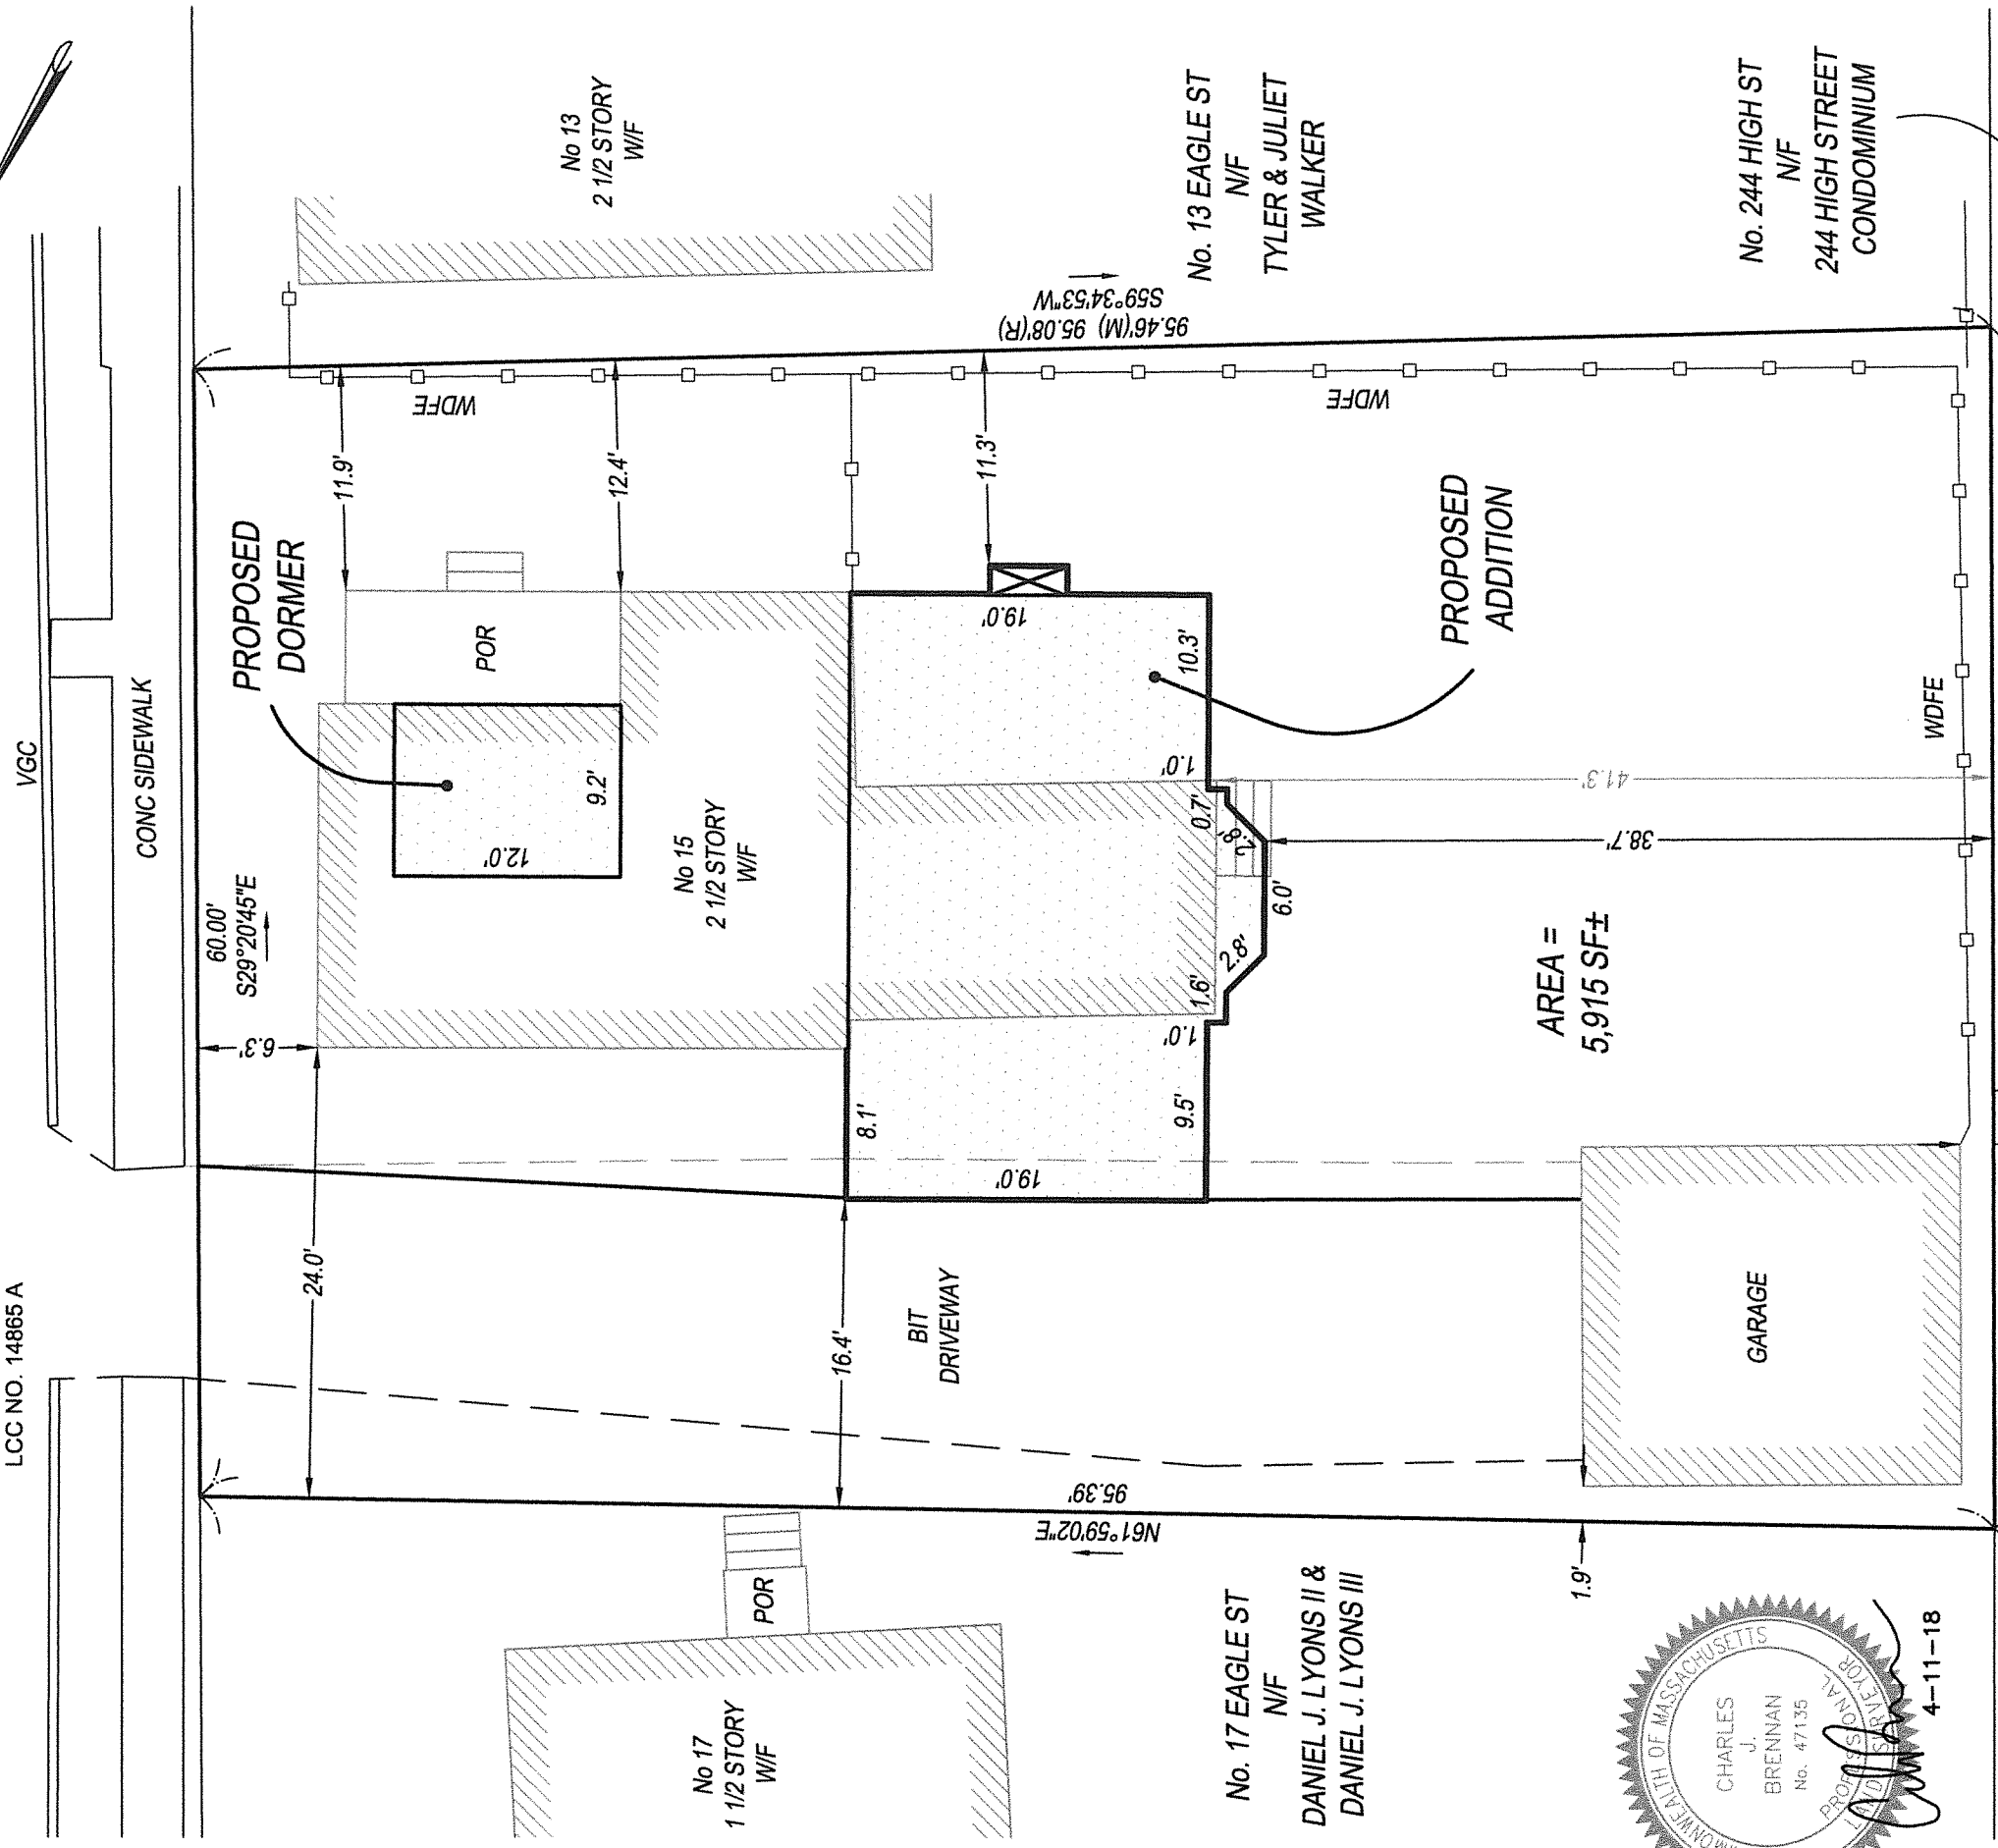 LCC NO. 14865 A
VGC
CONC SIDEWALK
60.00'
S29°20'45"E
6.3'
24.0'
PROPOSED
DORMER
11.9'
WDFE
12.4'
POR
9.2'
12.0'
No 15
2 1/2 STORY
W/F
No 13
2 1/2 STORY
W/F
95.46'(M) 95.08'(R)
S59°34'53"W
No. 13 EAGLE ST
N/F
TYLER & JULIET
WALKER
No. 244 HIGH ST
N/F
244 HIGH STREET
CONDOMINIUM
11.3'
WDFE
19.0'
10.3'
1.0'
0.7'
2.8'
6.0'
2.8'
1.6'
1.0'
9.5'
8.1'
19.0'
PROPOSED
ADDITION
41.3'
38.7'
WDFE
AREA =
5,915 SF±
16.4'
BIT
DRIVEWAY
GARAGE
95.39'
N61°59'02"E
1.9'
POR
No 17
1 1/2 STORY
W/F
No. 17 EAGLE ST
N/F
DANIEL J. LYONS II &
DANIEL J. LYONS III
OF MASSACHUSETTS
CHARLES
J.
BRENNAN
No. 47135
PROFESSIONAL
LAND SURVEYOR
4-11-18